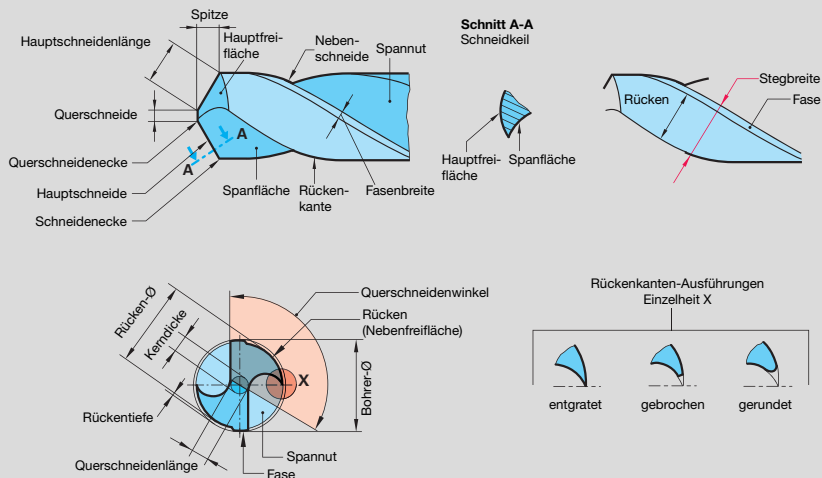 Spitze
Hauptschneidenlänge
Hauptfrei-
fläche
Neben-
schneide
Spannut
Querschneide
Querschneidenecke
A
A
Hauptschneide
Schneidenecke
Spanfläche
Rücken-
kante
Fasenbreite
Schnitt A-A
Schneidkeil
Hauptfrei-
fläche
Spanfläche
Stegbreite
Rücken
Fase
Rücken-Ø
Kerndicke
Querschneidenwinkel
Rücken
(Nebenfreifläche)
X
Bohrer-Ø
Rückentiefe
Querschneidenlänge
Spannut
Fase
Rückenkanten-Ausführungen
Einzelheit X
entgratet
gebrochen
gerundet